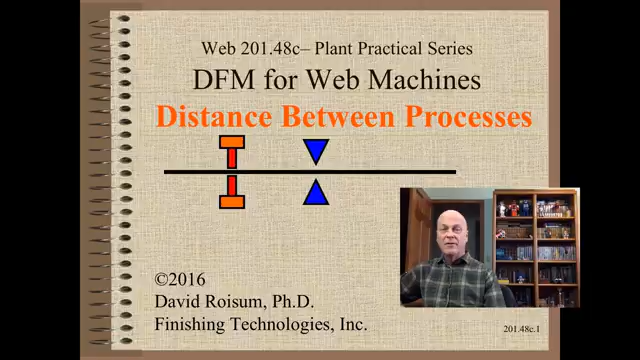 Web 201.48c– Plant Practical Series
DFM for Web Machines
Distance Between Processes
©2016
David Roisum, Ph.D.
Finishing Technologies, Inc.
201.48c.1